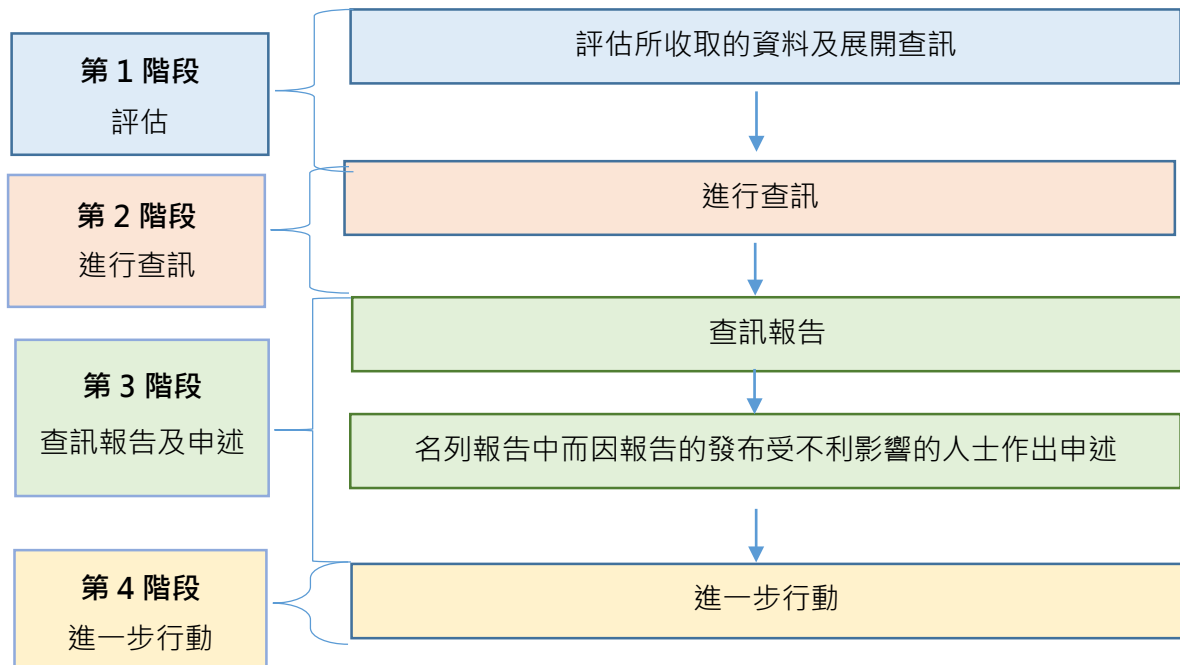 第 1 階段
評估
評估所收取的資料及展開查訊
第 2 階段
進行查訊
進行查訊
第 3 階段
查訊報告及申述
查訊報告
名列報告中而因報告的發布受不利影響的人士作出申述
第 4 階段
進一步行動
進一步行動